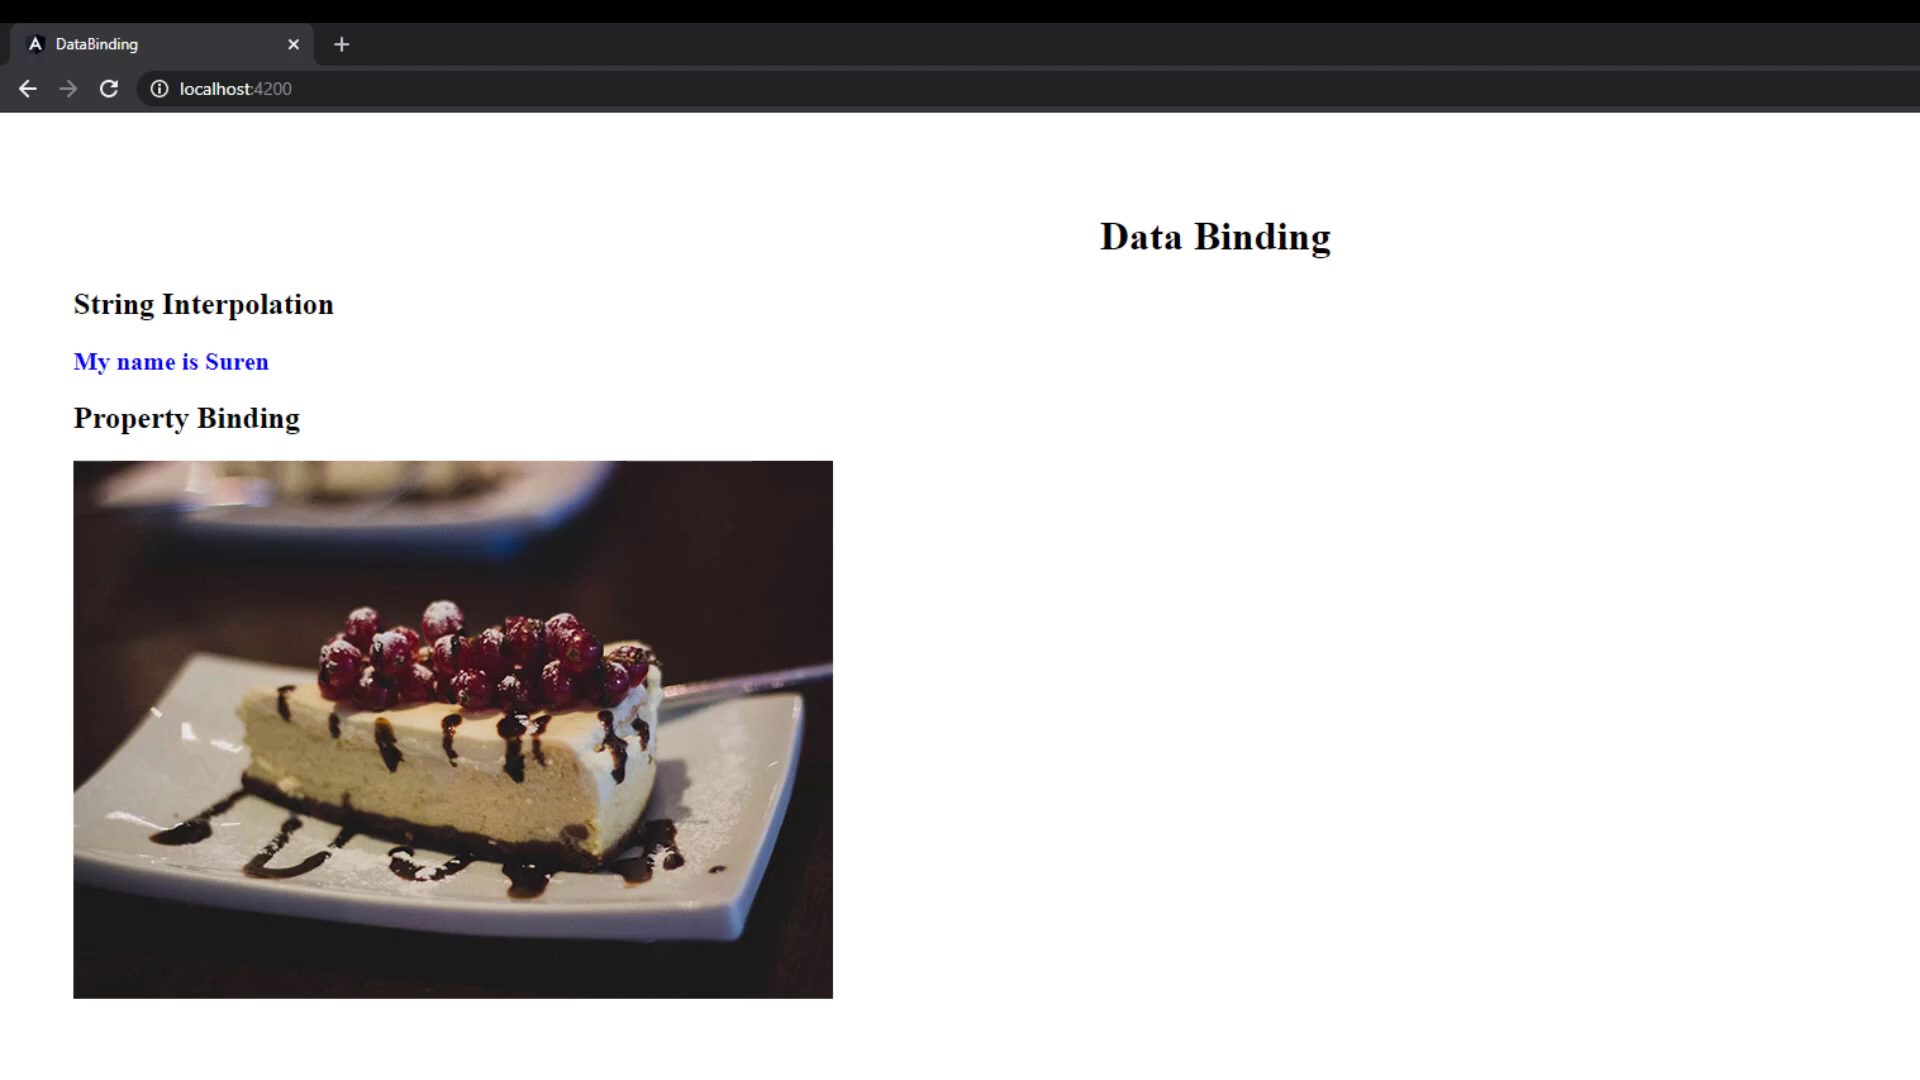 DataBinding
localhost:4200
Data Binding
String Interpolation
My name is Suren
Property Binding